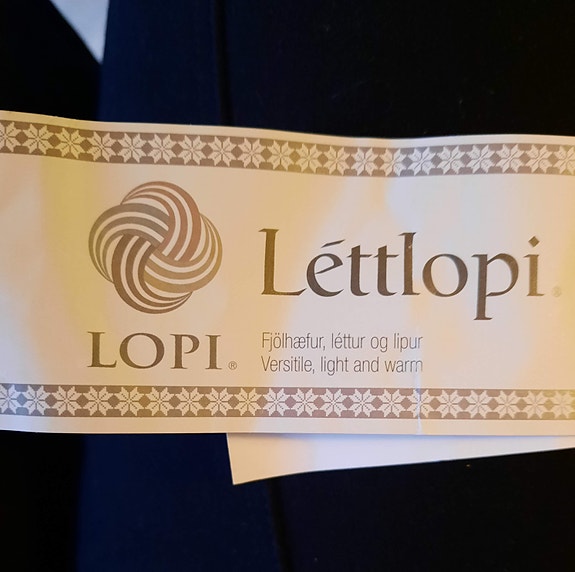 Léttlopi®
LOPI®
Fjölhæfur, léttur og lipur
Versitile, light and warm